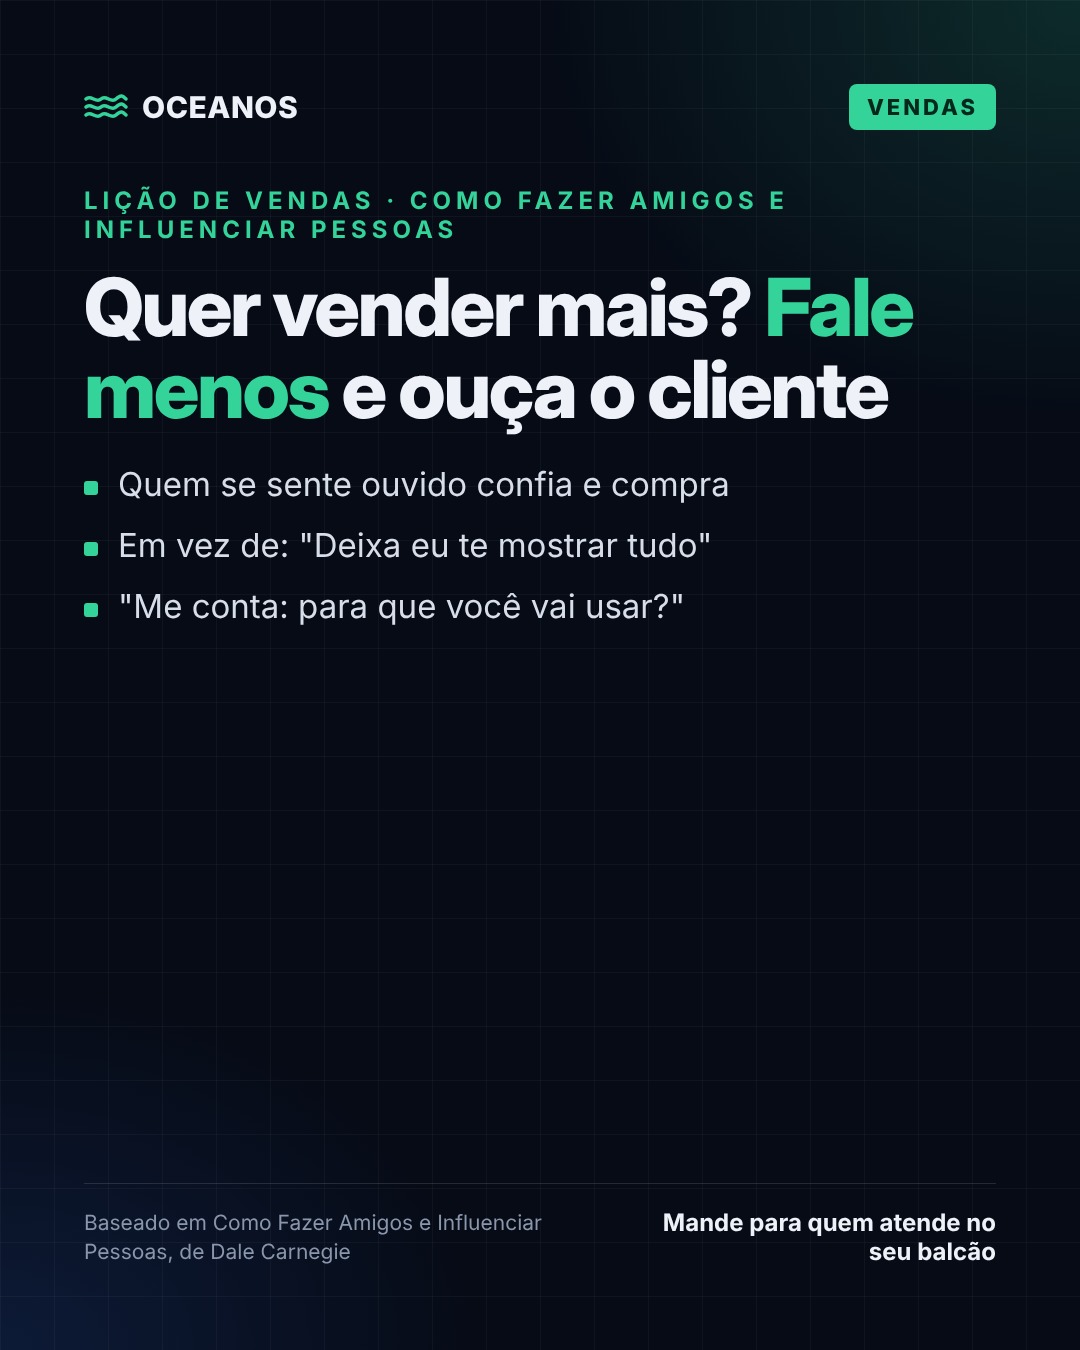 OCEANOS
VENDAS
LIÇÃO DE VENDAS · COMO FAZER AMIGOS E
INFLUENCIAR PESSOAS
Quer vender mais? Fale
menos e ouça o cliente
Quem se sente ouvido confia e compra
Em vez de: "Deixa eu te mostrar tudo"
"Me conta: para que você vai usar?"
Baseado em Como Fazer Amigos e Influenciar
Pessoas, de Dale Carnegie
Mande para quem atende no
seu balcão